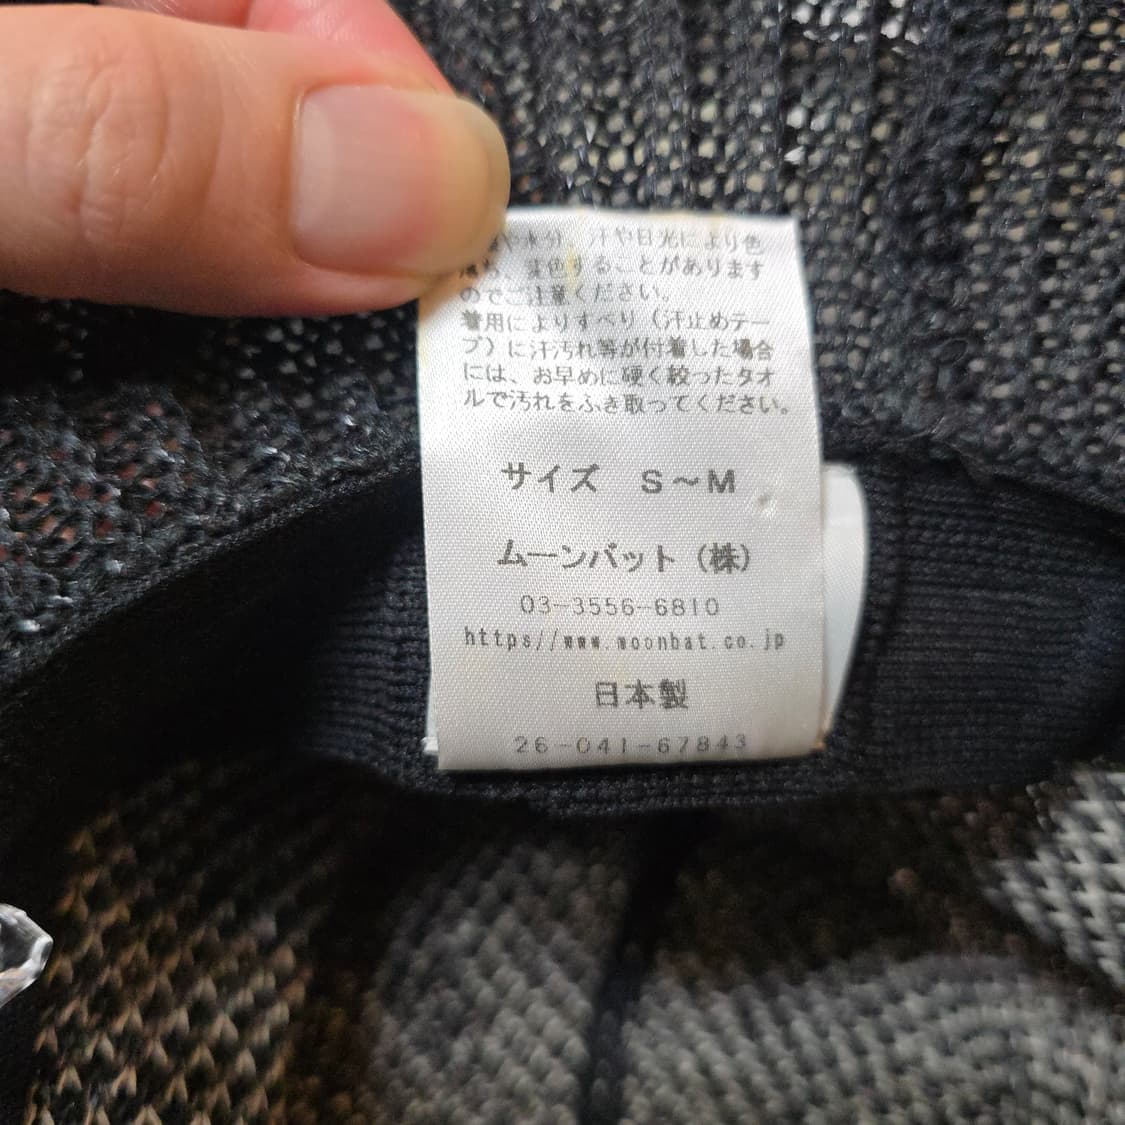 や水分、汗や日光により色
落ち、変色することがあります
のでご注意ください。
着用によりすべり（汗止めテー
プ）に汗汚れ等が付着した場合
には、お早めに硬く絞ったタオ
ルで汚れをふき取ってください。
サイズ S～M
ムーンバット（株）
03-3556-6810
https//www.moonbat.co.jp
日本製
26-041-67843